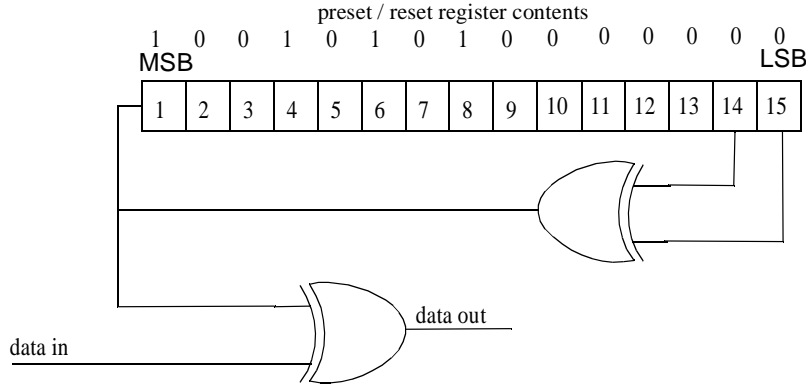 preset / reset register contents
1 0 0 1 0 1 0 1 0 0 0 0 0 0 0
MSB LSB
1 2 3 4 5 6 7 8 9 10 11 12 13 14 15
data out
data in